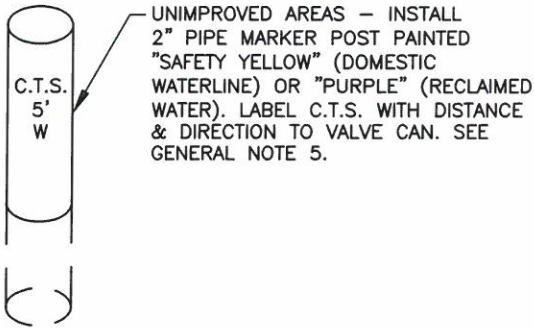 UNIMPROVED AREAS – INSTALL
2" PIPE MARKER POST PAINTED
"SAFETY YELLOW" (DOMESTIC
WATERLINE) OR "PURPLE" (RECLAIMED
WATER). LABEL C.T.S. WITH DISTANCE
& DIRECTION TO VALVE CAN. SEE
GENERAL NOTE 5.
C.T.S.
5'
W